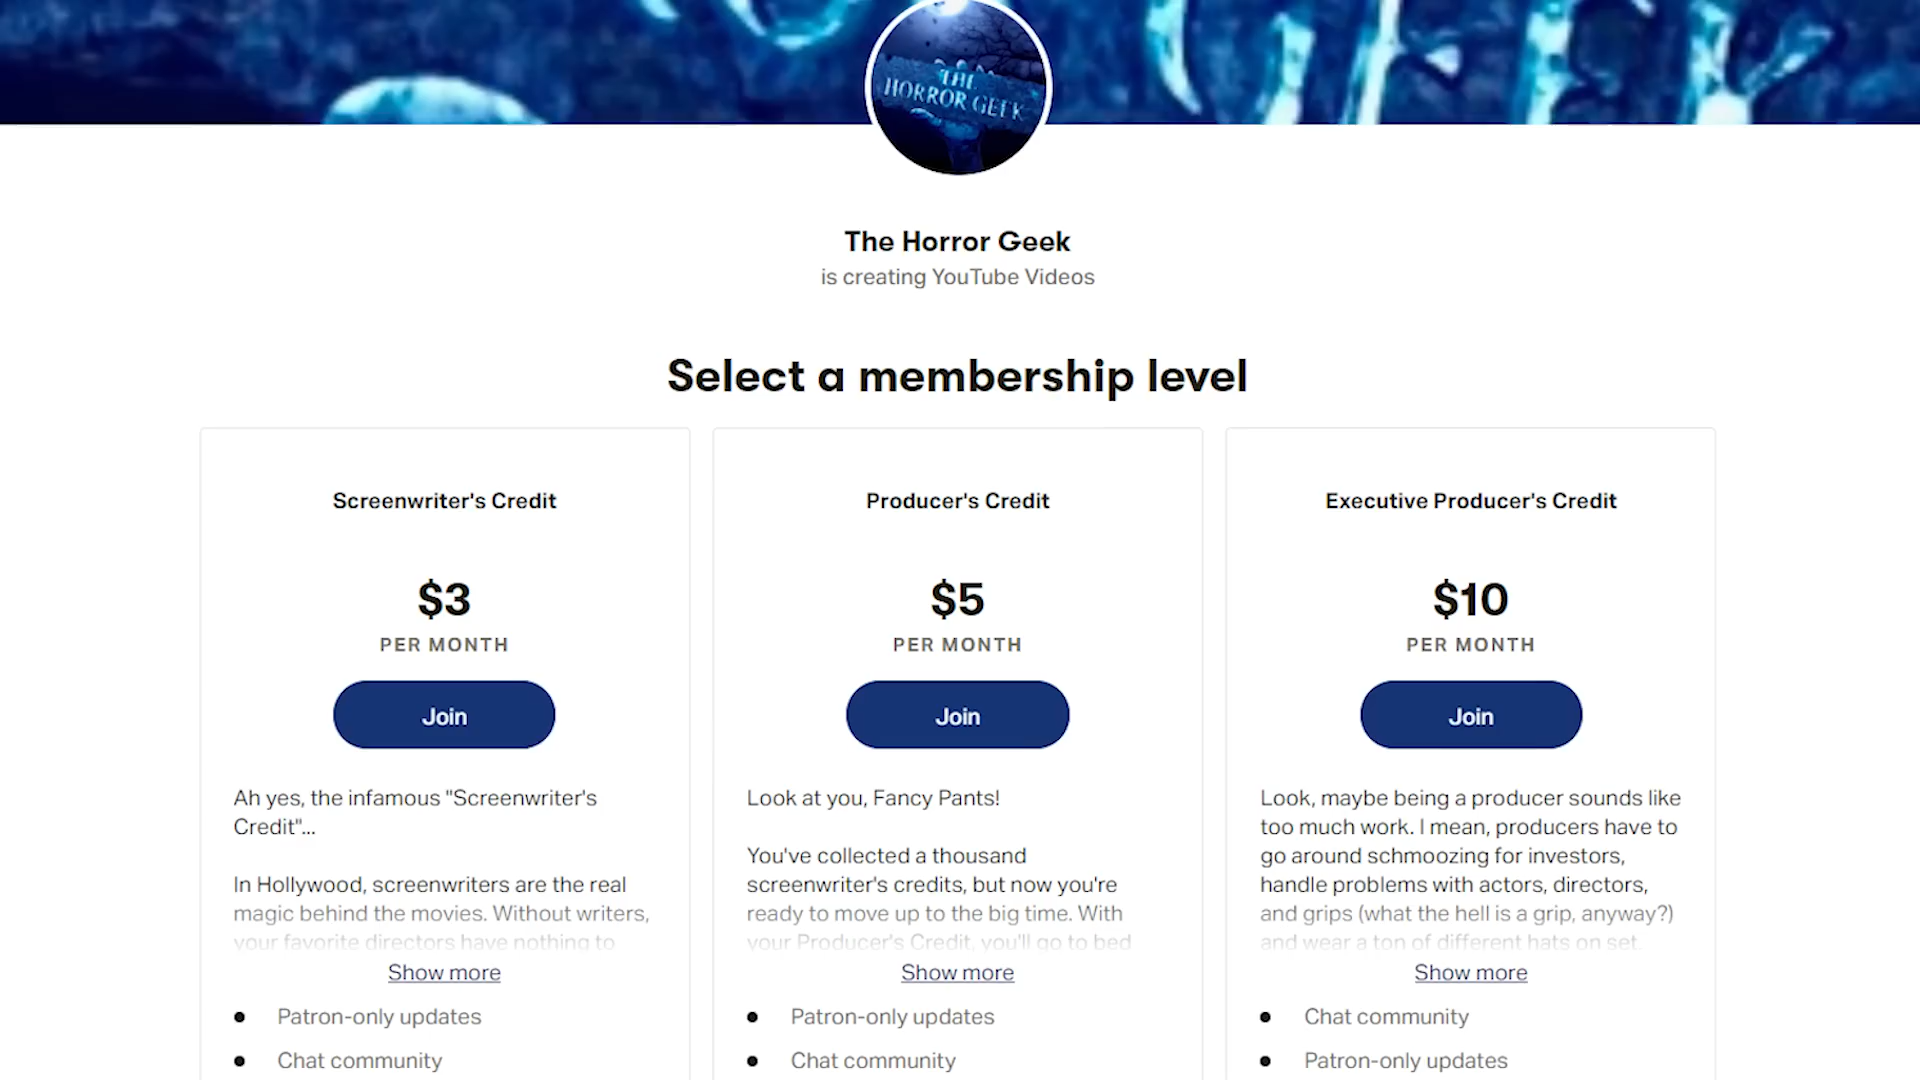 THE
HORROR GEEK
The Horror Geek
is creating YouTube Videos
Select a membership level
Screenwriter's Credit
$3
PER MONTH
Join
Ah yes, the infamous "Screenwriter's
Credit"...
In Hollywood, screenwriters are the real
magic behind the movies. Without writers,
your favorite directors have nothing to
Show more
Patron-only updates
Chat community
Producer's Credit
$5
PER MONTH
Join
Look at you, Fancy Pants!
You've collected a thousand
screenwriter's credits, but now you're
ready to move up to the big time. With
your Producer's Credit, you'll go to bed
Show more
Patron-only updates
Chat community
Executive Producer's Credit
$10
PER MONTH
Join
Look, maybe being a producer sounds like
too much work. I mean, producers have to
go around schmoozing for investors,
handle problems with actors, directors,
and grips (what the hell is a grip, anyway?)
and wear a ton of different hats on set.
Show more
Chat community
Patron-only updates